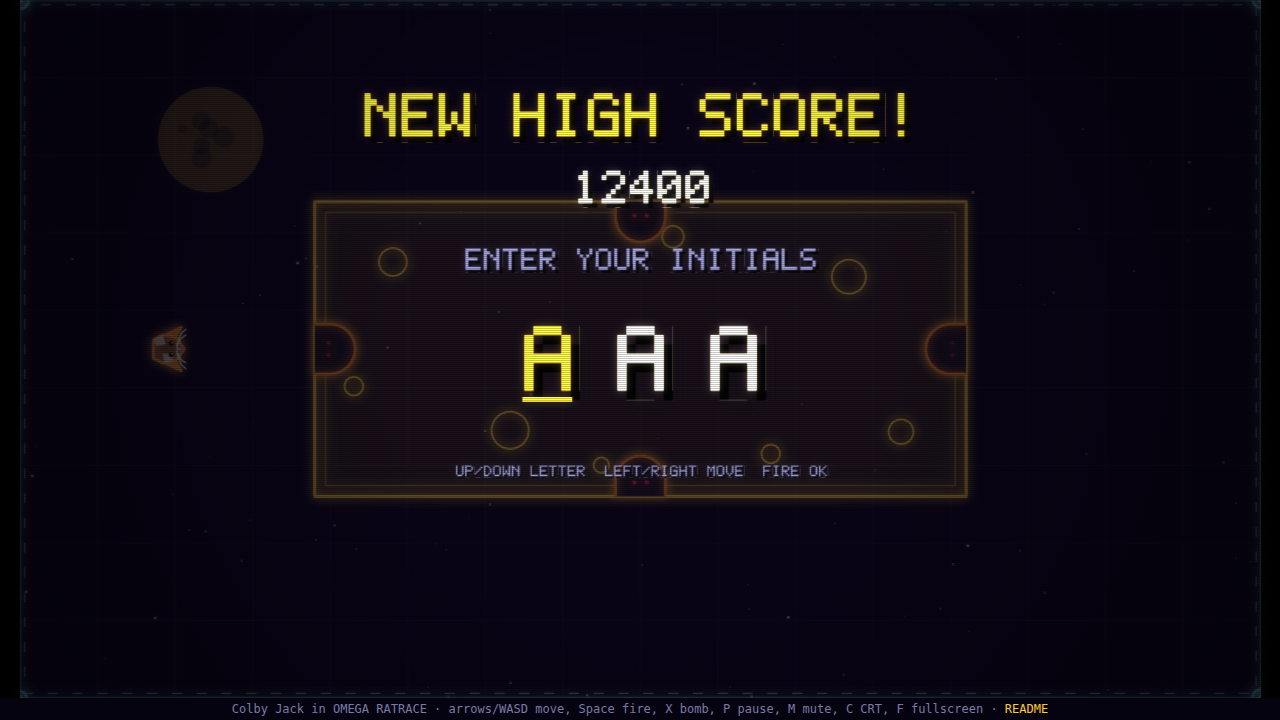 NEW HIGH SCORE!
12400
ENTER YOUR INITIALS
A A A
UP/DOWN LETTER  LEFT/RIGHT MOVE  FIRE OK
Colby Jack in OMEGA RATRACE · arrows/WASD move, Space fire, X bomb, P pause, M mute, C CRT, F fullscreen · README